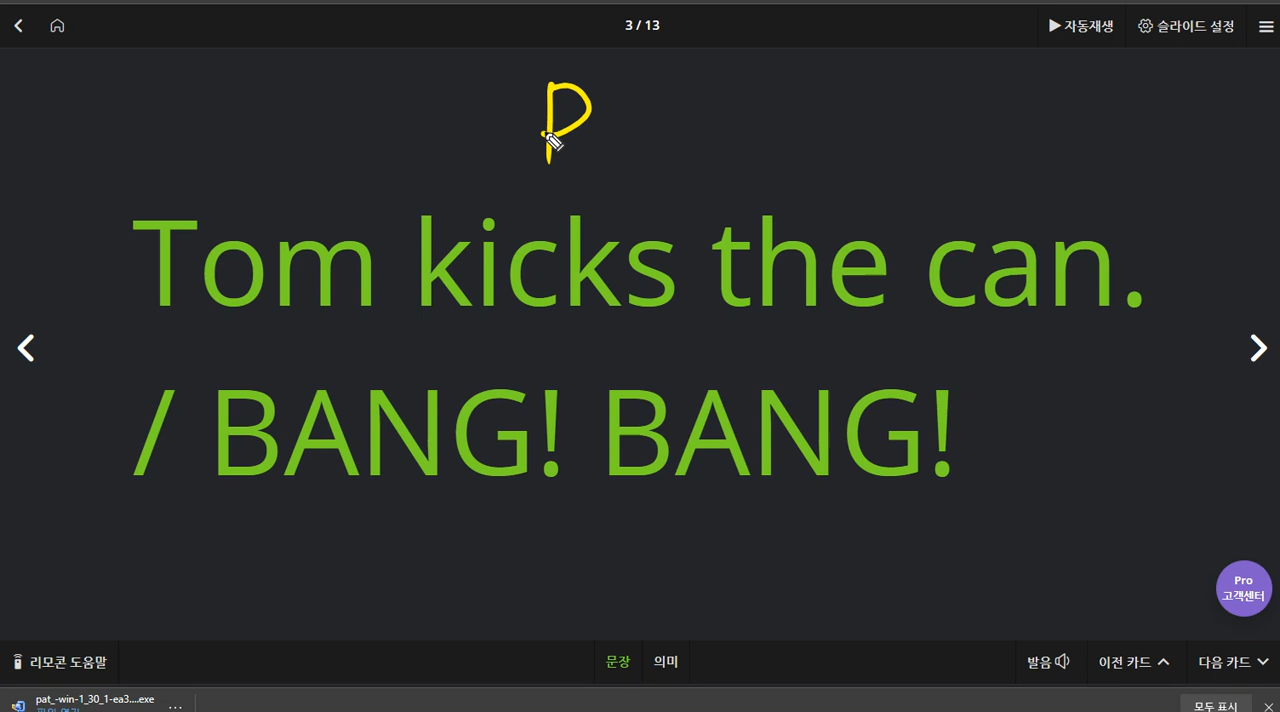 3 / 13
자동재생
슬라이드 설정
P
Tom kicks the can.
/ BANG! BANG!
Pro
고객센터
리모콘 도움말
문장
의미
발음
이전 카드
다음 카드
pat_-win-1_30_1-ea3....exe
...
모두 표시